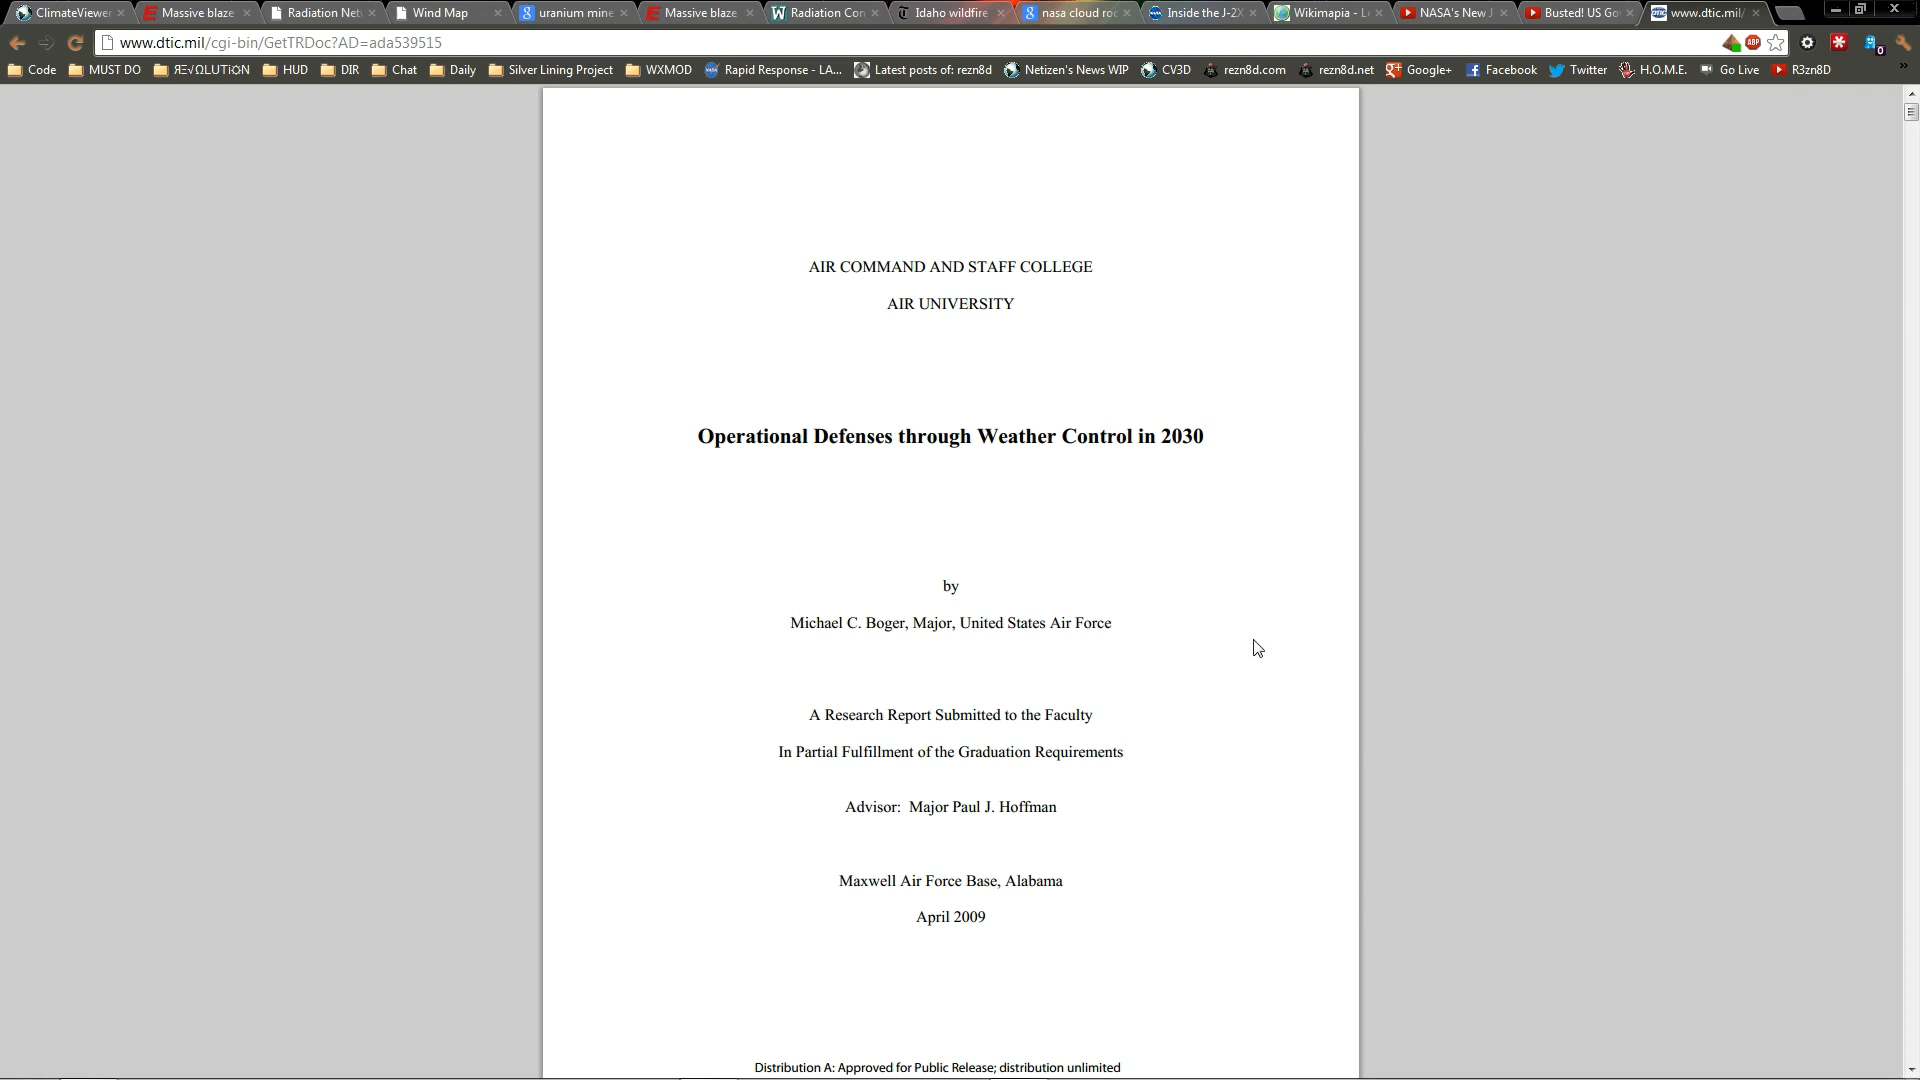 ClimateViewer
Massive blaze
Radiation Net
Wind Map
uranium mine
Massive blaze
Radiation Con
Idaho wildfire
nasa cloud ro
Inside the J-2X
Wikimapia - L
NASA's New J
Busted! US Go
www.dtic.mil/
www.dtic.mil/cgi-bin/GetTRDoc?AD=ada539515
ABP
0
Code
MUST DO
ЯΞ√ΩLUTiON
HUD
DIR
Chat
Daily
Silver Lining Project
WXMOD
Rapid Response - LA...
Latest posts of: rezn8d
Netizen's News WIP
CV3D
rezn8d.com
rezn8d.net
Google+
Facebook
Twitter
H.O.M.E.
Go Live
R3zn8D
AIR COMMAND AND STAFF COLLEGE
AIR UNIVERSITY
Operational Defenses through Weather Control in 2030
by
Michael C. Boger, Major, United States Air Force
A Research Report Submitted to the Faculty
In Partial Fulfillment of the Graduation Requirements
Advisor:  Major Paul J. Hoffman
Maxwell Air Force Base, Alabama
April 2009
Distribution A: Approved for Public Release; distribution unlimited